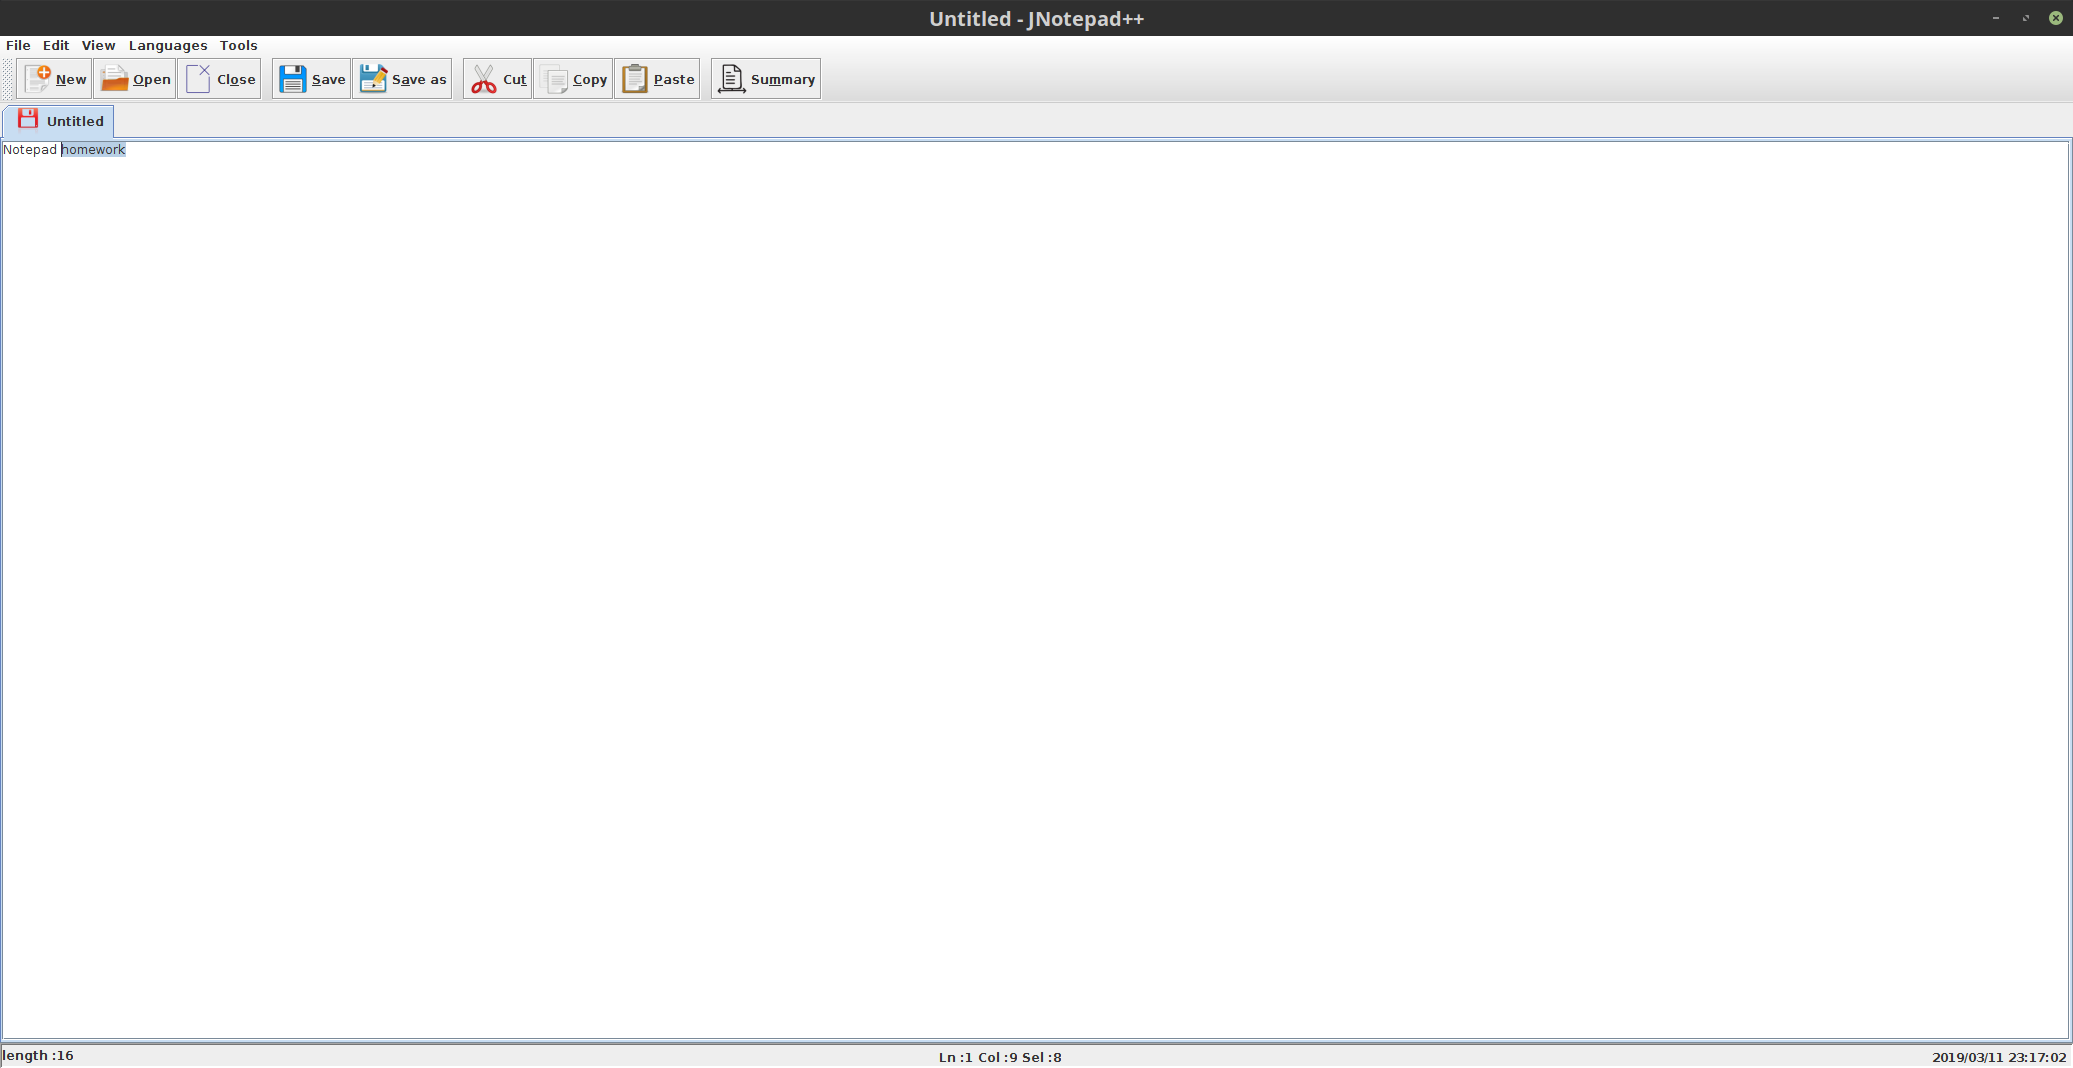 Untitled - JNotepad++
File Edit View Languages Tools
New Open Close Save Save as Cut Copy Paste Summary
Untitled
Notepad homework
length :16 Ln :1 Col :9 Sel :8 2019/03/11 23:17:02